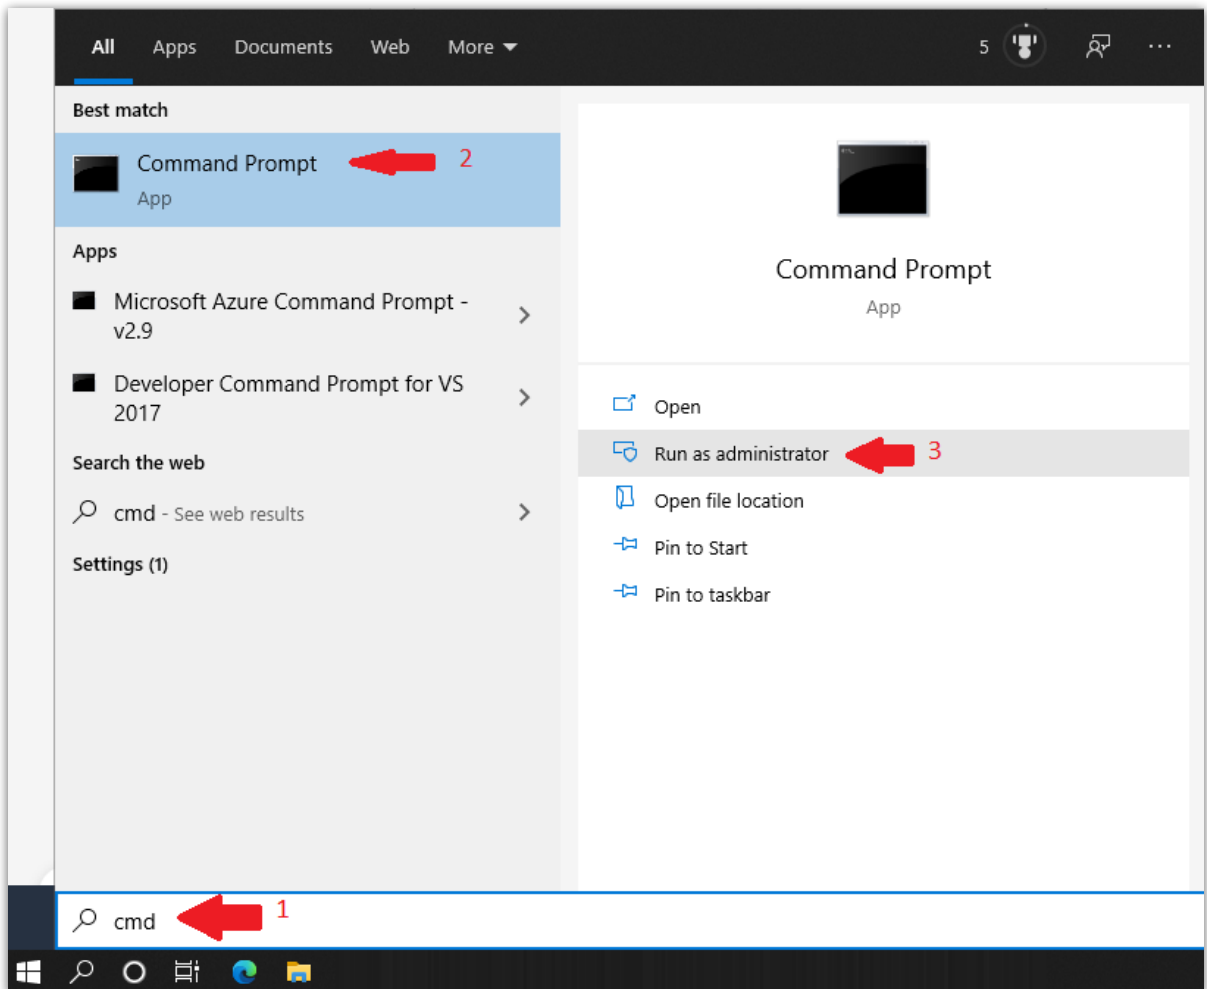 All Apps Documents Web More 5 ...
Best match
Command Prompt 2
App
Apps
Microsoft Azure Command Prompt -
v2.9
Developer Command Prompt for VS
2017
Search the web
cmd - See web results
Settings (1)
Command Prompt
App
Open
Run as administrator 3
Open file location
Pin to Start
Pin to taskbar
cmd 1